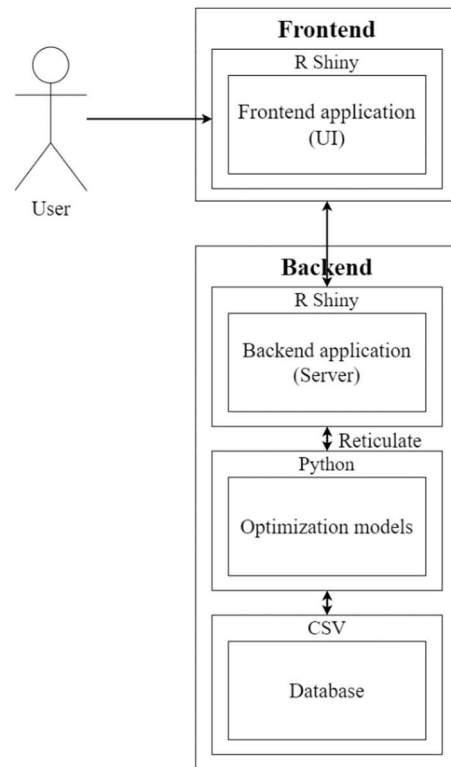 Frontend
R Shiny
Frontend application
(UI)
User
Backend
R Shiny
Backend application
(Server)
Reticulate
Python
Optimization models
CSV
Database